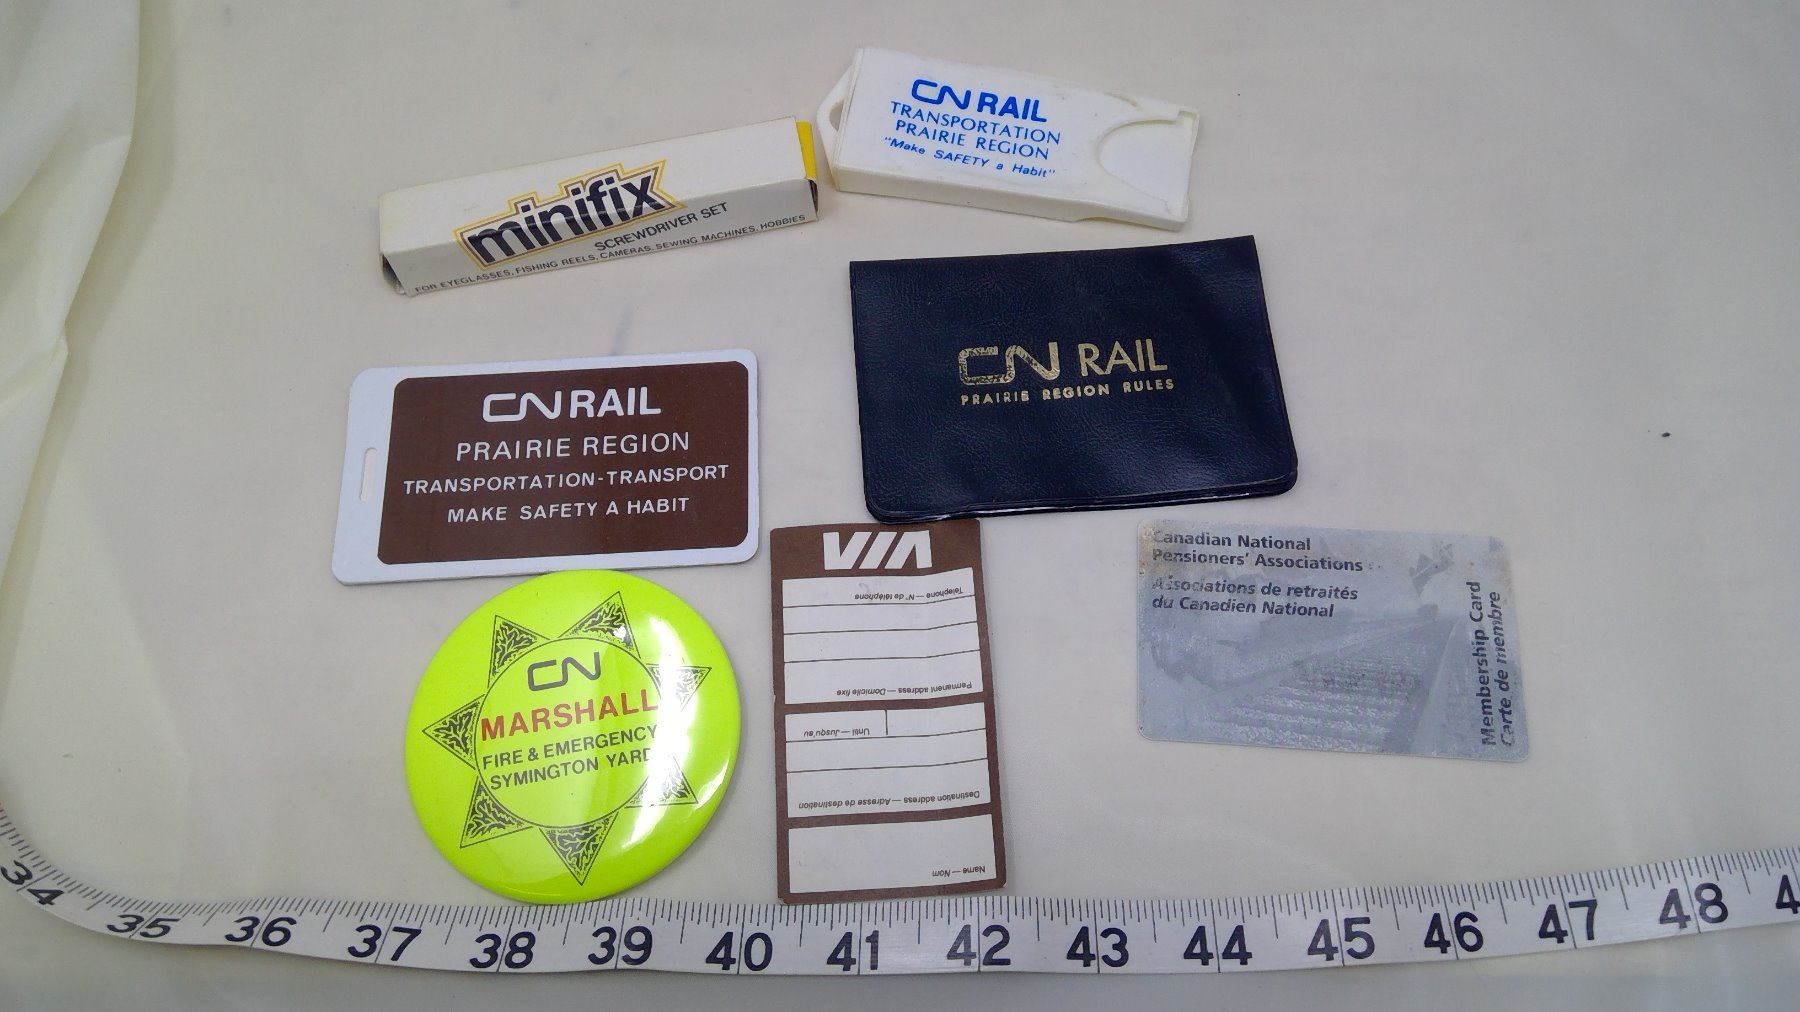 CN RAIL
TRANSPORTATION
PRAIRIE REGION
"Make SAFETY a Habit"
minifix
SCREWDRIVER SET
FOR EYEGLASSES, FISHING REELS, CAMERAS, SEWING MACHINES, HOBBIES
CN RAIL
PRAIRIE REGION RULES
CN RAIL
PRAIRIE REGION
TRANSPORTATION-TRANSPORT
MAKE SAFETY A HABIT
VIA
Telephone — N° de téléphone
Permanent address — Domicile fixe
Until — Jusqu'au
Destination address — Adresse de destination
Name — Nom
Canadian National
Pensioners' Associations
Associations de retraités
du Canadien National
Membership Card
Carte de membre
CN
MARSHALL
FIRE & EMERGENCY
SYMINGTON YARD
34 35 36 37 38 39 40 41 42 43 44 45 46 47 48 4